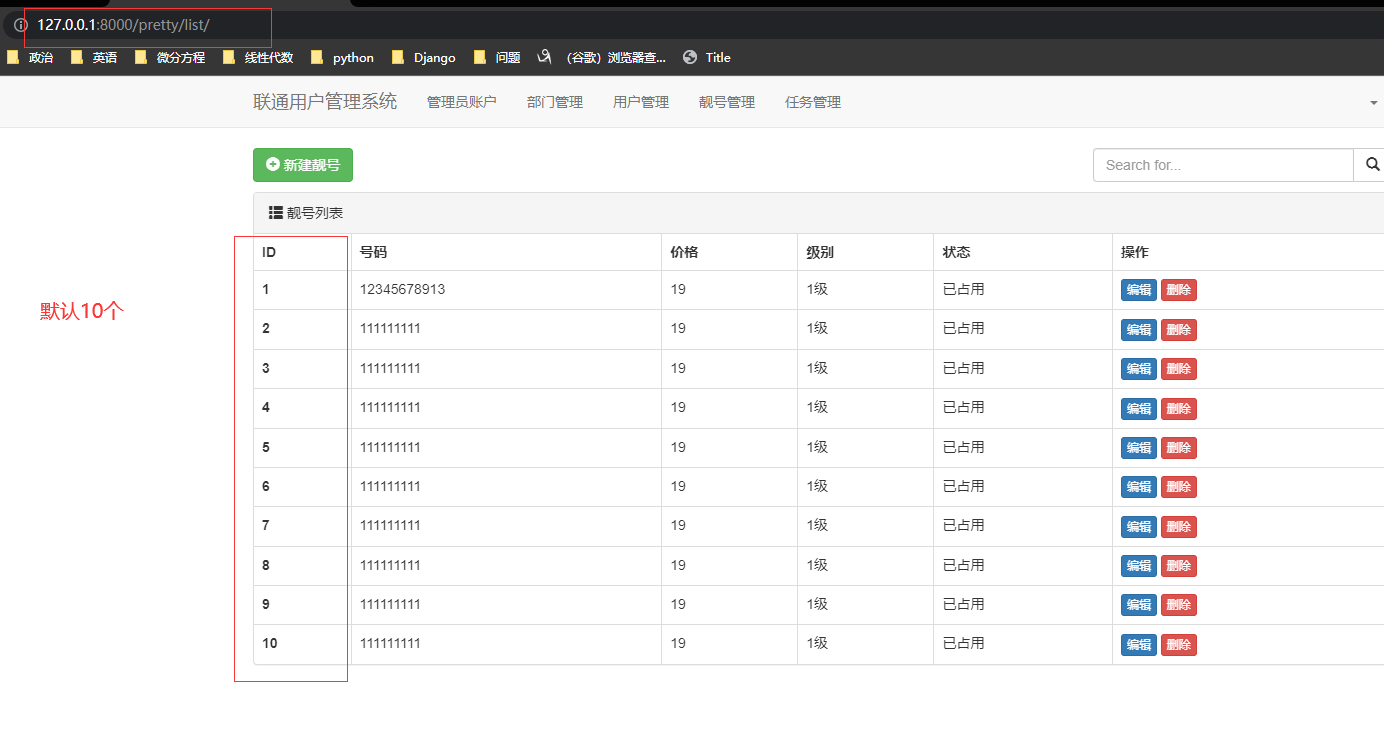 127.0.0.1:8000/pretty/list/
政治 英语 微分方程 线性代数 python Django 问题 (谷歌) 浏览器查... Title
联通用户管理系统 管理员账户 部门管理 用户管理 靓号管理 任务管理
新建靓号 Search for...
靓号列表
ID 号码 价格 级别 状态 操作
1 12345678913 19 1级 已占用 编辑 删除
默认10个
2 111111111 19 1级 已占用 编辑 删除
3 111111111 19 1级 已占用 编辑 删除
4 111111111 19 1级 已占用 编辑 删除
5 111111111 19 1级 已占用 编辑 删除
6 111111111 19 1级 已占用 编辑 删除
7 111111111 19 1级 已占用 编辑 删除
8 111111111 19 1级 已占用 编辑 删除
9 111111111 19 1级 已占用 编辑 删除
10 111111111 19 1级 已占用 编辑 删除